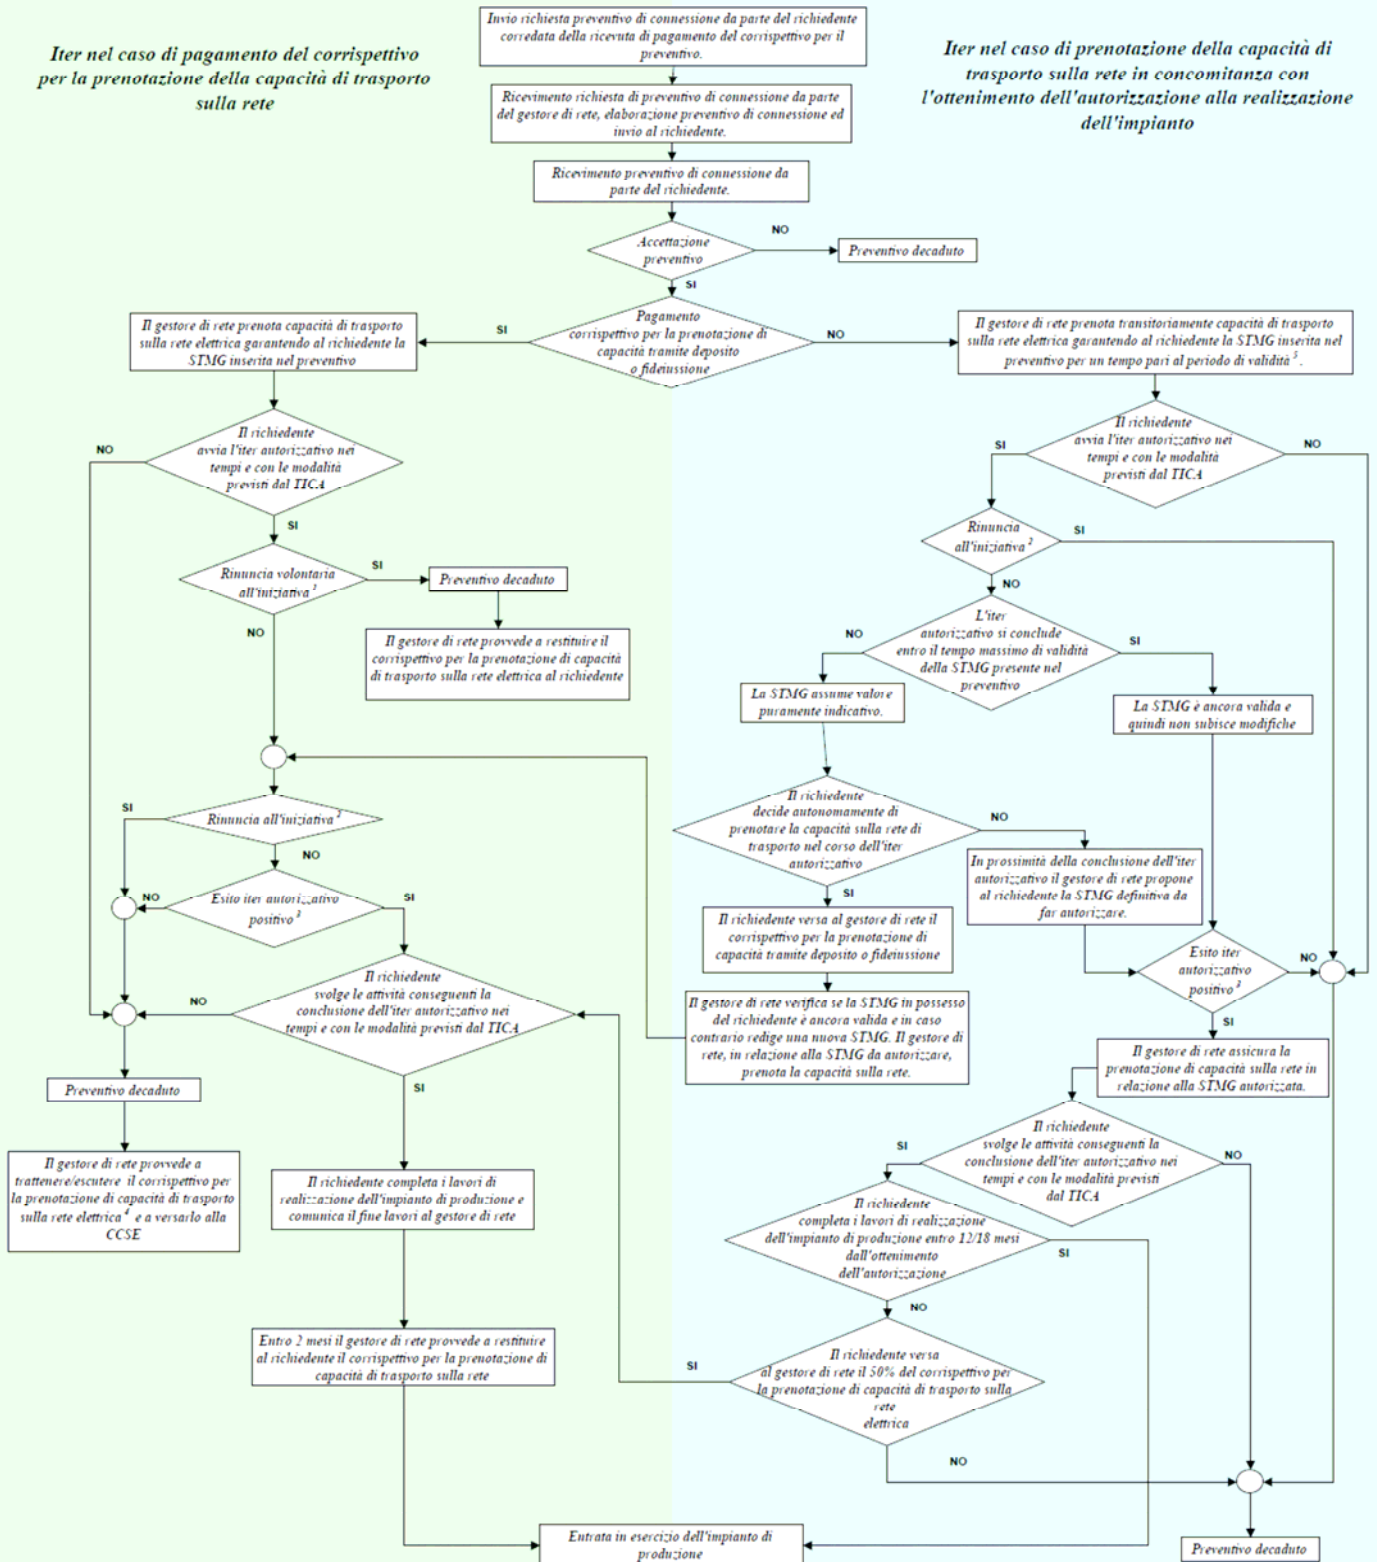 Iter nel caso di pagamento del corrispettivo
per la prenotazione della capacità di trasporto
sulla rete
Iter nel caso di prenotazione della capacità di
trasporto sulla rete in concomitanza con
l'ottenimento dell'autorizzazione alla realizzazione
dell'impianto
Invio richiesta preventivo di connessione da parte del richiedente
corredata della ricevuta di pagamento del corrispettivo per il
preventivo.
Ricevimento richiesta di preventivo di connessione da parte
del gestore di rete, elaborazione preventivo di connessione ed
invio al richiedente.
Ricevimento preventivo di connessione da
parte del richiedente.
Accettazione
preventivo
NO
Preventivo decaduto
SI
Pagamento
corrispettivo per la prenotazione di
capacità tramite deposito
o fideiussione
SI
NO
Il gestore di rete prenota capacità di trasporto
sulla rete elettrica garantendo al richiedente la
STMG inserita nel preventivo
Il richiedente
avvia l'iter autorizzativo nei
tempi e con le modalità
previsti dal TICA
NO
SI
Rinuncia volontaria
all'iniziativa 1
SI
Preventivo decaduto
Il gestore di rete provvede a restituire il
corrispettivo per la prenotazione di capacità
di trasporto sulla rete elettrica al richiedente
NO
Rinuncia all'iniziativa 2
SI
NO
Esito iter autorizzativo
positivo 3
NO
SI
Il richiedente
svolge le attività conseguenti la
conclusione dell'iter autorizzativo nei
tempi e con le modalità previsti dal TICA
NO
SI
Preventivo decaduto
Il gestore di rete provvede a
trattenere/escutere il corrispettivo per
la prenotazione di capacità di trasporto
sulla rete elettrica 4 e a versarlo alla
CCSE
Il richiedente completa i lavori di
realizzazione dell'impianto di produzione e
comunica il fine lavori al gestore di rete
Entro 2 mesi il gestore di rete provvede a restituire
al richiedente il corrispettivo per la prenotazione di
capacità di trasporto sulla rete
Il gestore di rete prenota transitoriamente capacità di trasporto
sulla rete elettrica garantendo al richiedente la STMG inserita nel
preventivo per un tempo pari al periodo di validità 5.
Il richiedente
avvia l'iter autorizzativo nei
tempi e con le modalità
previsti dal TICA
SI
NO
Rinuncia
all'iniziativa 2
SI
NO
L'iter
autorizzativo si conclude
entro il tempo massimo di validità
della STMG presente nel
preventivo
NO
SI
La STMG assume valore
puramente indicativo.
La STMG è ancora valida e
quindi non subisce modifiche
Il richiedente
decide autonomamente di
prenotare la capacità sulla rete di
trasporto nel corso dell'iter
autorizzativo
NO
SI
In prossimità della conclusione dell'iter
autorizzativo il gestore di rete propone
al richiedente la STMG definitiva da
far autorizzare.
Il richiedente versa al gestore di rete il
corrispettivo per la prenotazione di
capacità tramite deposito o fideiussione
Il gestore di rete verifica se la STMG in possesso
del richiedente è ancora valida e in caso
contrario redige una nuova STMG. Il gestore di
rete, in relazione alla STMG da autorizzare,
prenota la capacità sulla rete.
Esito iter
autorizzativo
positivo 3
NO
SI
Il gestore di rete assicura la
prenotazione di capacità sulla rete in
relazione alla STMG autorizzata.
Il richiedente
svolge le attività conseguenti la
conclusione dell'iter autorizzativo nei
tempi e con le modalità previsti
dal TICA
SI
NO
Il richiedente
completa i lavori di realizzazione
dell'impianto di produzione entro 12/18 mesi
dall'ottenimento
dell'autorizzazione
SI
NO
Il richiedente versa
al gestore di rete il 50% del corrispettivo per
la prenotazione di capacità di trasporto sulla
rete
elettrica
SI
NO
Entrata in esercizio dell'impianto di
produzione
Preventivo decaduto